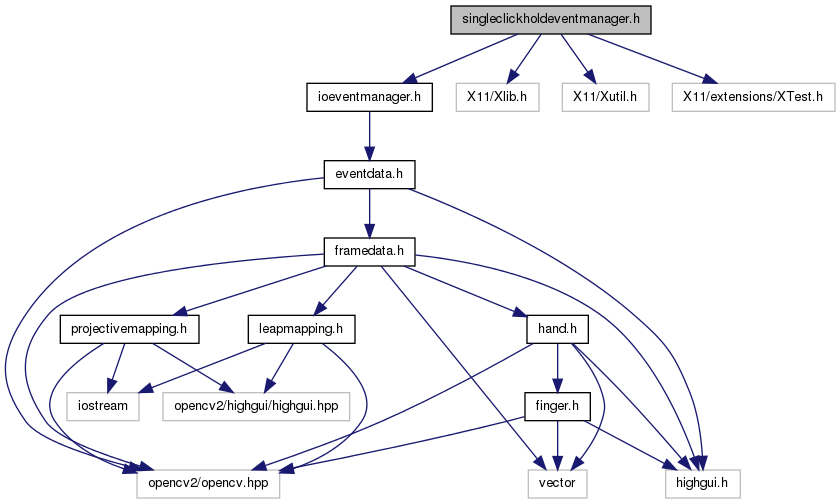 singleclickholdeventmanager.h
ioeventmanager.h
X11/Xlib.h
X11/Xutil.h
X11/extensions/XTest.h
eventdata.h
framedata.h
projectivemapping.h
leapmapping.h
hand.h
iostream
opencv2/highgui/highgui.hpp
finger.h
opencv2/opencv.hpp
vector
highgui.h